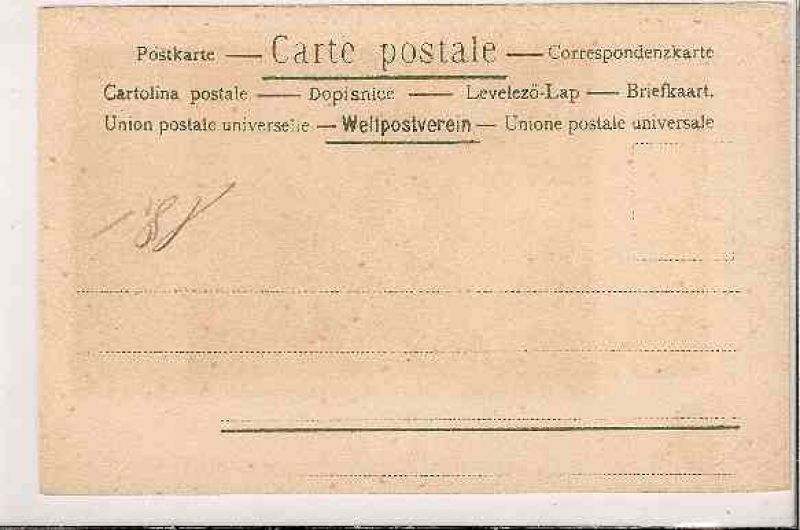 Postkarte — Carte postale — Correspondenzkarte
Cartolina postale — Dopisnice — Levelező-Lap — Briefkaart.
Union postale universelle — Weltpostverein — Unione postale universale